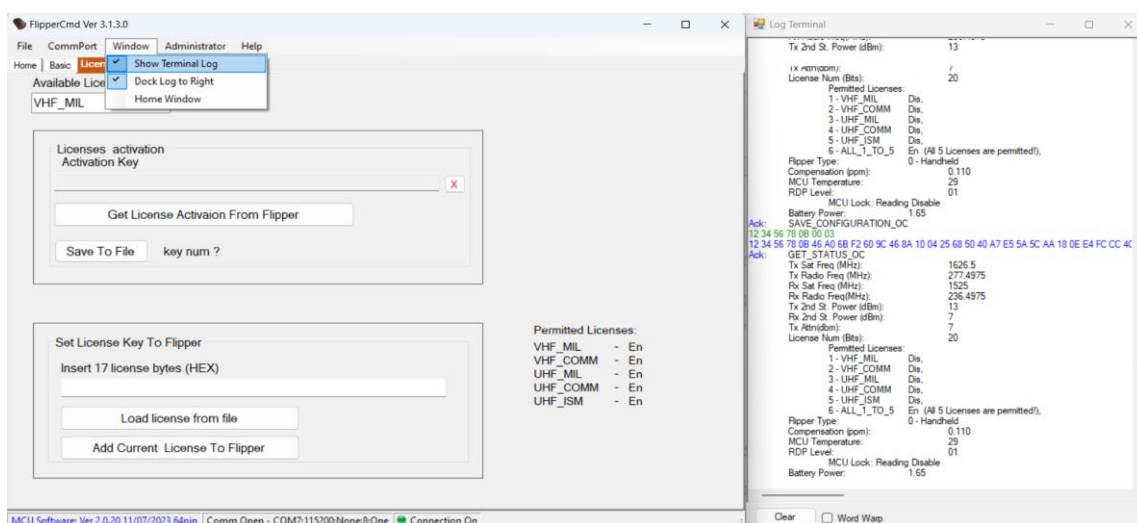 FlipperCmd Ver 3.1.3.0
File CommPort Window Administrator Help
Home Basic Licen
Show Terminal Log
Dock Log to Right
Home Window
Available Lice
VHF_MIL
Licenses activation
Activation Key
X
Get License Activaion From Flipper
Save To File key num ?
Set License Key To Flipper
Insert 17 license bytes (HEX)
Load license from file
Add Current License To Flipper
Permitted Licenses:
VHF_MIL - En
VHF_COMM - En
UHF_MIL - En
UHF_COMM - En
UHF_ISM - En
MCU Software: Ver 2.0.20 11/07/2023 64pin Comm Open - COM7:115200:None:8:One Connection On
Log Terminal
Tx 2nd St. Power (dBm): 13
Tx Attn(dbm): 7
License Num (Bits): 20
Permitted Licenses:
1 - VHF_MIL Dis,
2 - VHF_COMM Dis,
3 - UHF_MIL Dis,
4 - UHF_COMM Dis,
5 - UHF_ISM Dis,
6 - ALL_1_TO_5 En (All 5 Licenses are permitted!),
Flipper Type: 0 - Handheld
Compensation (ppm): 0.110
MCU Temperature: 29
RDP Level: 01
MCU Lock: Reading Disable
Battery Power: 1.65
Ack: SAVE_CONFIGURATION_OC
12 34 56 78 0B 00 03
12 34 56 78 0B 46 A0 6B F2 60 9C 46 8A 10 04 25 68 50 40 A7 E5 5A 5C AA 18 0E E4 FC CC 4C
Ack: GET_STATUS_OC
Tx Sat Freq (MHz): 1626.5
Tx Radio Freq (MHz): 277.4975
Rx Sat Freq (MHz): 1525
Rx Radio Freq(MHz): 236.4975
Tx 2nd St. Power (dBm): 13
Rx 2nd St. Power (dBm): 7
Tx Attn(dbm): 7
License Num (Bits): 20
Permitted Licenses:
1 - VHF_MIL Dis,
2 - VHF_COMM Dis,
3 - UHF_MIL Dis,
4 - UHF_COMM Dis,
5 - UHF_ISM Dis,
6 - ALL_1_TO_5 En (All 5 Licenses are permitted!),
Flipper Type: 0 - Handheld
Compensation (ppm): 0.110
MCU Temperature: 29
RDP Level: 01
MCU Lock: Reading Disable
Battery Power: 1.65
Clear Word Warp